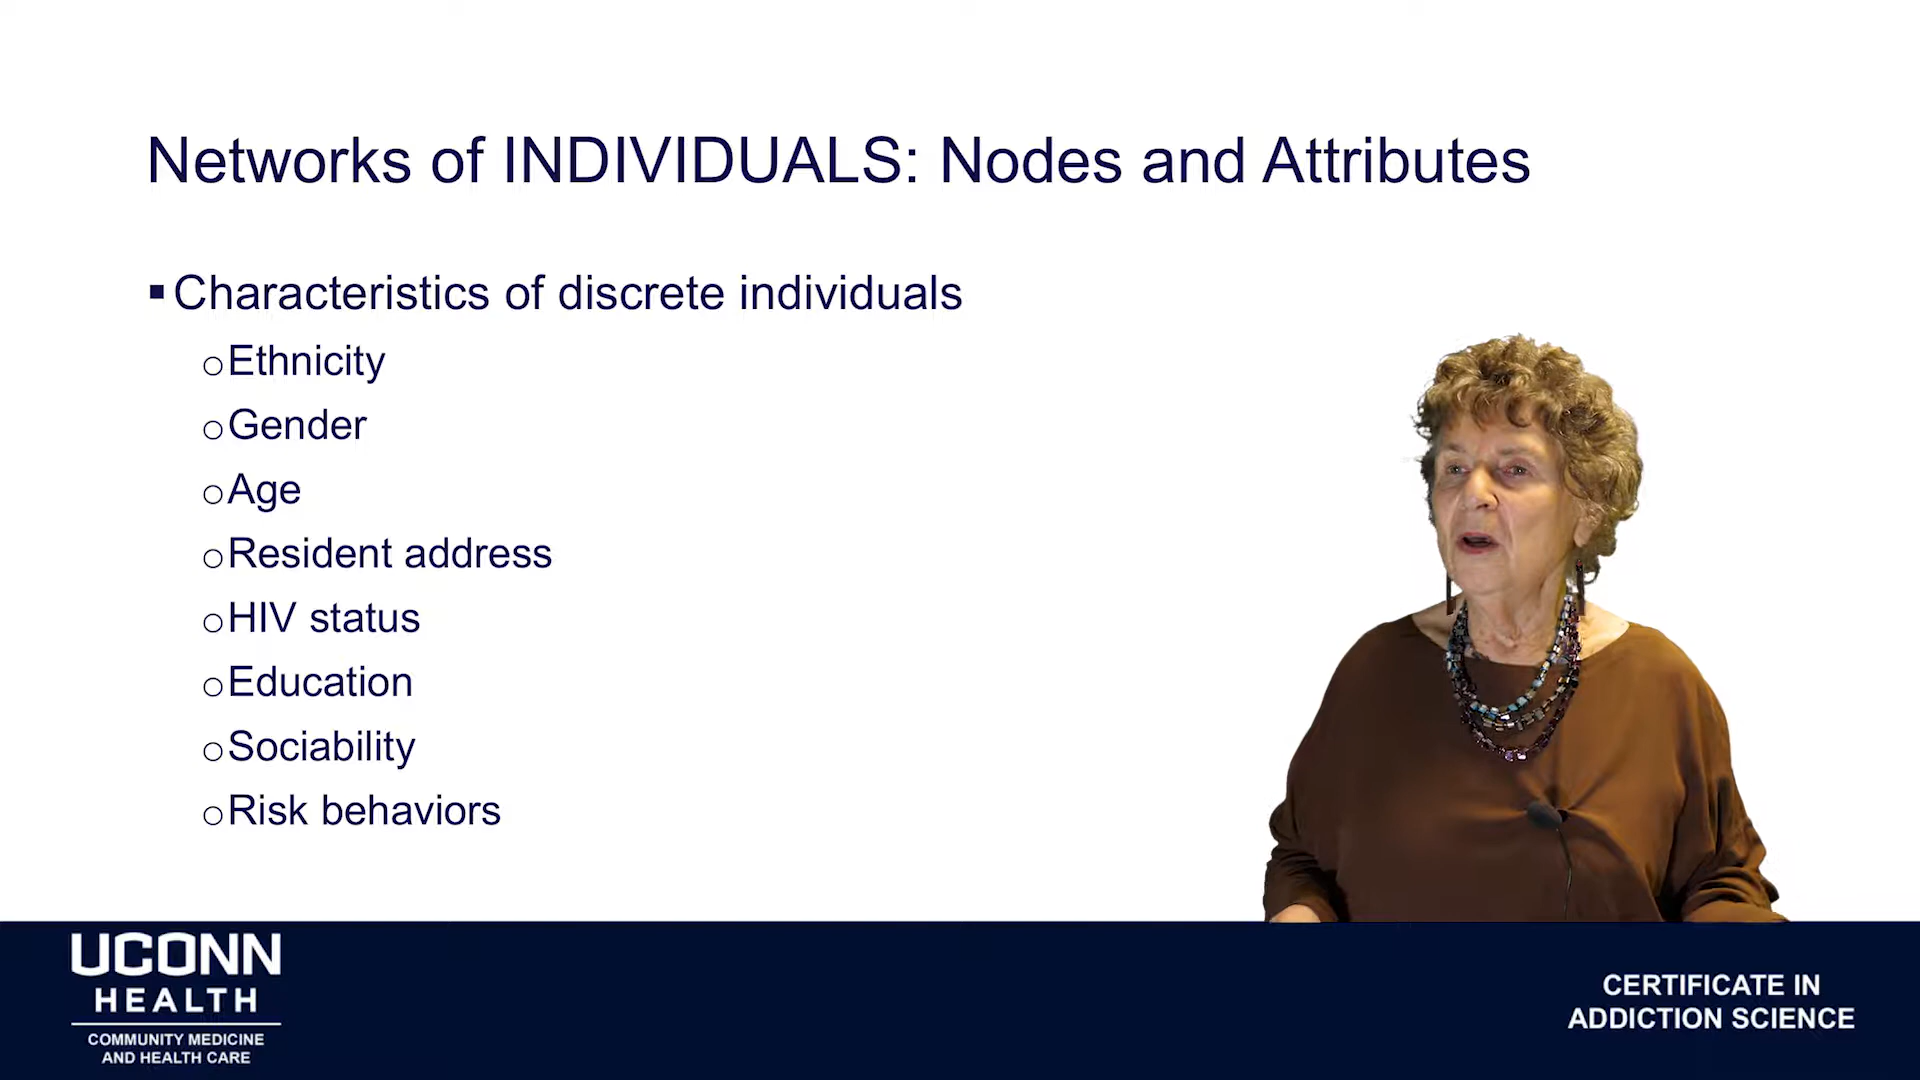 Networks of INDIVIDUALS: Nodes and Attributes
▪ Characteristics of discrete individuals
o Ethnicity
o Gender
o Age
o Resident address
o HIV status
o Education
o Sociability
o Risk behaviors
UCONN
HEALTH
COMMUNITY MEDICINE
AND HEALTH CARE
CERTIFICATE IN
ADDICTION SCIENCE